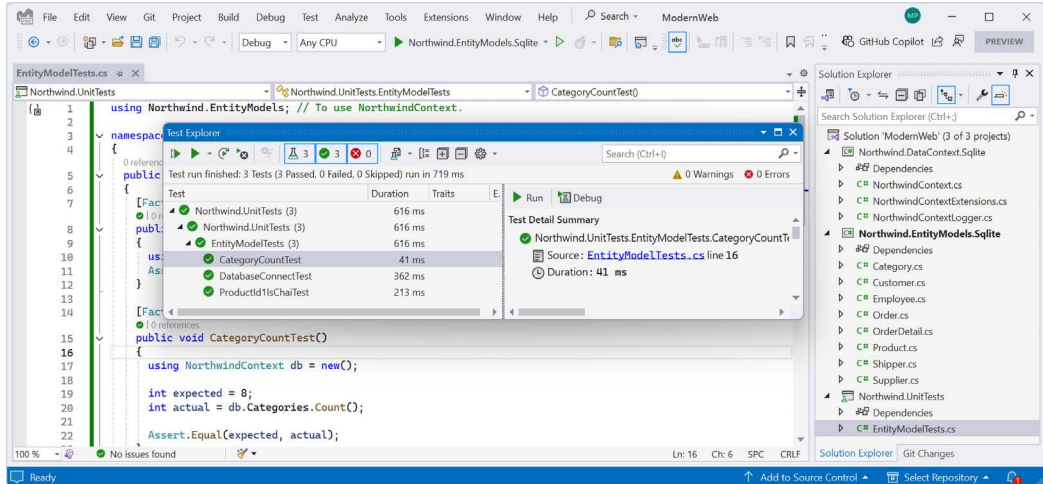 File Edit View Git Project Build Debug Test Analyze Tools Extensions Window Help Search ModernWeb MP
Debug Any CPU Northwind.EntityModels.Sqlite abc GitHub Copilot PREVIEW
EntityModelTests.cs
Northwind.UnitTests Northwind.UnitTests.EntityModelTests CategoryCountTest()
1 using Northwind.EntityModels; // To use NorthwindContext.
2
3 namespac
4 {
0 referenc
5 public
6 {
7 [Fac
8 publ
9 {
10 us
11 As
12 }
13
14 [Fac
0 references
15 public void CategoryCountTest()
16 {
17 using NorthwindContext db = new();
18
19 int expected = 8;
20 int actual = db.Categories.Count();
21
22 Assert.Equal(expected, actual);
Test Explorer
3 3 0 Search (Ctrl+I)
Test run finished: 3 Tests (3 Passed, 0 Failed, 0 Skipped) run in 719 ms 0 Warnings 0 Errors
Test Duration Traits E.
Northwind.UnitTests (3) 616 ms
Northwind.UnitTests (3) 616 ms
EntityModelTests (3) 616 ms
CategoryCountTest 41 ms
DatabaseConnectTest 362 ms
ProductId1IsChaiTest 213 ms
Run Debug
Test Detail Summary
Northwind.UnitTests.EntityModelTests.CategoryCountTe
Source: EntityModelTests.cs line 16
Duration: 41 ms
Solution Explorer
Search Solution Explorer (Ctrl+;)
Solution 'ModernWeb' (3 of 3 projects)
Northwind.DataContext.Sqlite
Dependencies
C# NorthwindContext.cs
C# NorthwindContextExtensions.cs
C# NorthwindContextLogger.cs
Northwind.EntityModels.Sqlite
Dependencies
C# Category.cs
C# Customer.cs
C# Employee.cs
C# Order.cs
C# OrderDetail.cs
C# Product.cs
C# Shipper.cs
C# Supplier.cs
Northwind.UnitTests
Dependencies
C# EntityModelTests.cs
Solution Explorer Git Changes
100 % No issues found Ln: 16 Ch: 6 SPC CRLF
Ready Add to Source Control Select Repository 1